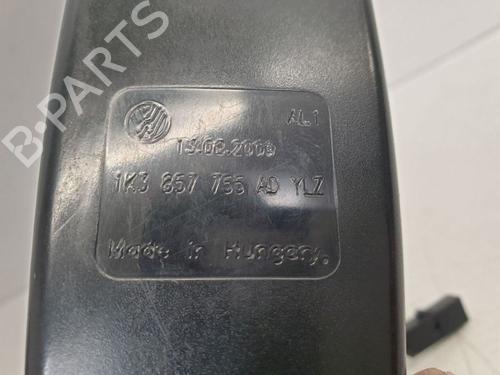 AL1
13.08.2009
1K3 857 755 AD YLZ
Made in Hungary.
B-PARTS